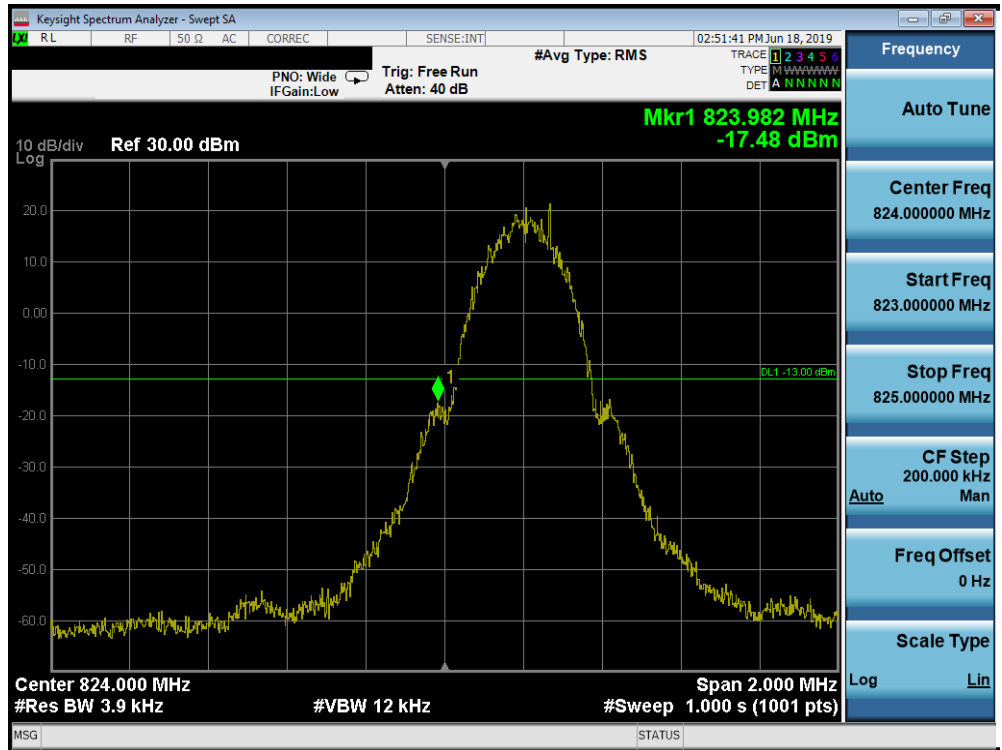 Keysight Spectrum Analyzer - Swept SA
LXI RL RF 50 Ω AC CORREC SENSE:INT 02:51:41 PM Jun 18, 2019
#Avg Type: RMS TRACE 1 2 3 4 5 6
PNO: Wide Trig: Free Run TYPE M WWWWW
IFGain:Low Atten: 40 dB DET A N N N N N
Mkr1 823.982 MHz
-17.48 dBm
10 dB/div Ref 30.00 dBm
Log
20.0
10.0
0.00
-10.0
-20.0
-30.0
-40.0
-50.0
-60.0
1
DL1 -13.00 dBm
Center 824.000 MHz Span 2.000 MHz
#Res BW 3.9 kHz #VBW 12 kHz #Sweep 1.000 s (1001 pts)
MSG STATUS
Frequency
Auto Tune
Center Freq
824.000000 MHz
Start Freq
823.000000 MHz
Stop Freq
825.000000 MHz
CF Step
200.000 kHz
Auto Man
Freq Offset
0 Hz
Scale Type
Log Lin